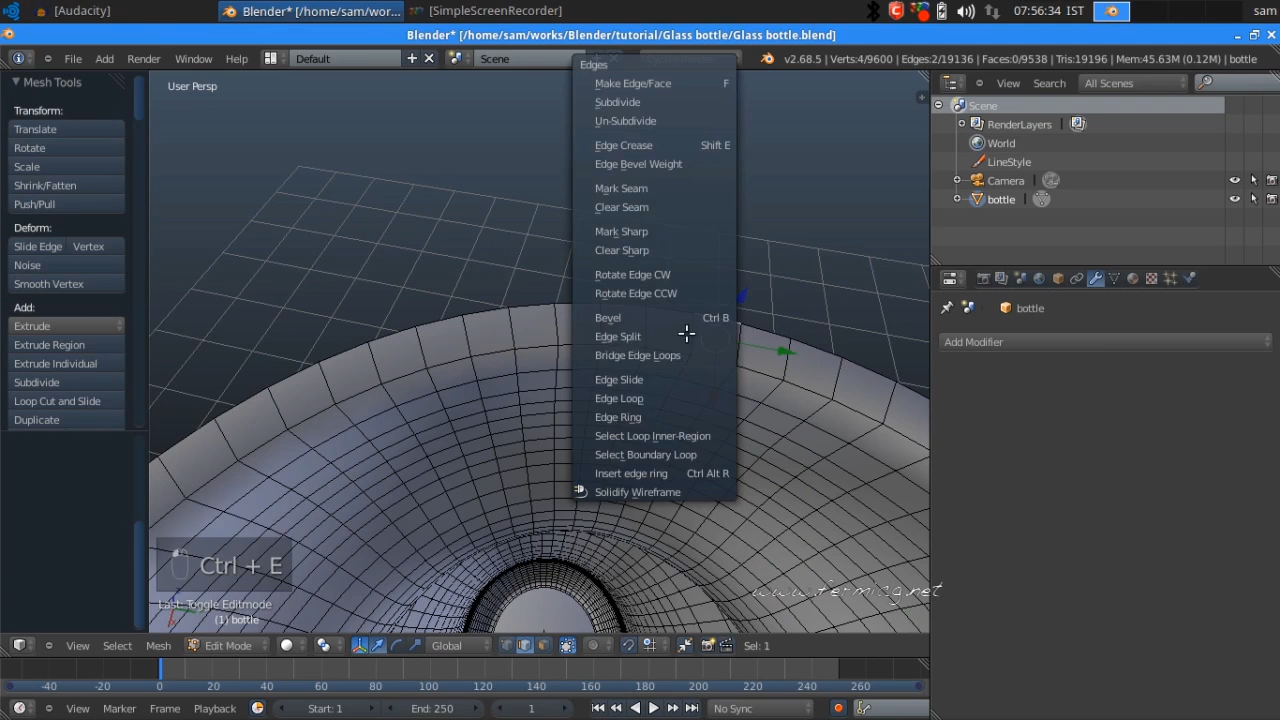 [Audacity]
Blender* [/home/sam/wor...
[SimpleScreenRecorder]
07:56:34 IST
sam
Blender* [/home/sam/works/Blender/tutorial/Glass bottle/Glass bottle.blend]
File
Add
Render
Window
Help
Default
Scene
v2.68.5 | Verts:4/9600 | Edges:2/19136 | Faces:0/9538 | Tris:19196 | Mem:45.63M (0.12M) | bottle
Mesh Tools
Transform:
Translate
Rotate
Scale
Shrink/Fatten
Push/Pull
Deform:
Slide Edge
Vertex
Noise
Smooth Vertex
Add:
Extrude
Extrude Region
Extrude Individual
Subdivide
Loop Cut and Slide
Duplicate
User Persp
Edges
Make Edge/Face F
Subdivide
Un-Subdivide
Edge Crease Shift E
Edge Bevel Weight
Mark Seam
Clear Seam
Mark Sharp
Clear Sharp
Rotate Edge CW
Rotate Edge CCW
Bevel Ctrl B
Edge Split
Bridge Edge Loops
Edge Slide
Edge Loop
Edge Ring
Select Loop Inner-Region
Select Boundary Loop
Insert edge ring Ctrl Alt R
Solidify Wireframe
Ctrl + E
Last: Toggle Editmode
(1) bottle
View
Search
All Scenes
Scene
RenderLayers
World
LineStyle
Camera
bottle
bottle
Add Modifier
View
Select
Mesh
Edit Mode
Global
Sel: 1
-40 -20 0 20 40 60 80 100 120 140 160 180 200 220 240 260
View
Marker
Frame
Playback
Start: 1
End: 250
1
No Sync